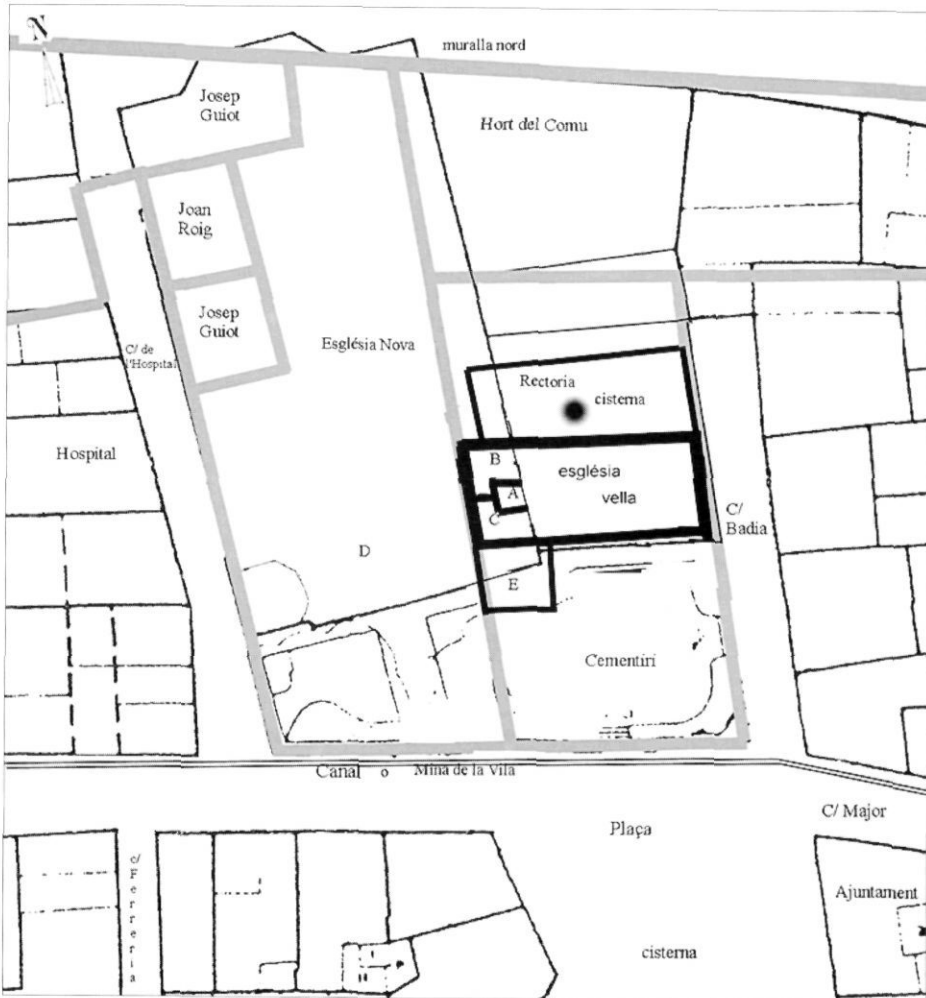 N
muralla nord
Josep
Guiot
Hort del Comu
Joan
Roig
Josep
Guiot
Església Nova
C/ de
l'Hospital
Rectoria
cisterna
Hospital
B
A
C
església
vella
C/
Badia
D
E
Cementiri
Canal o Mina de la Vila
Plaça
C/ Major
c/
Ferreria
Ajuntament
cisterna